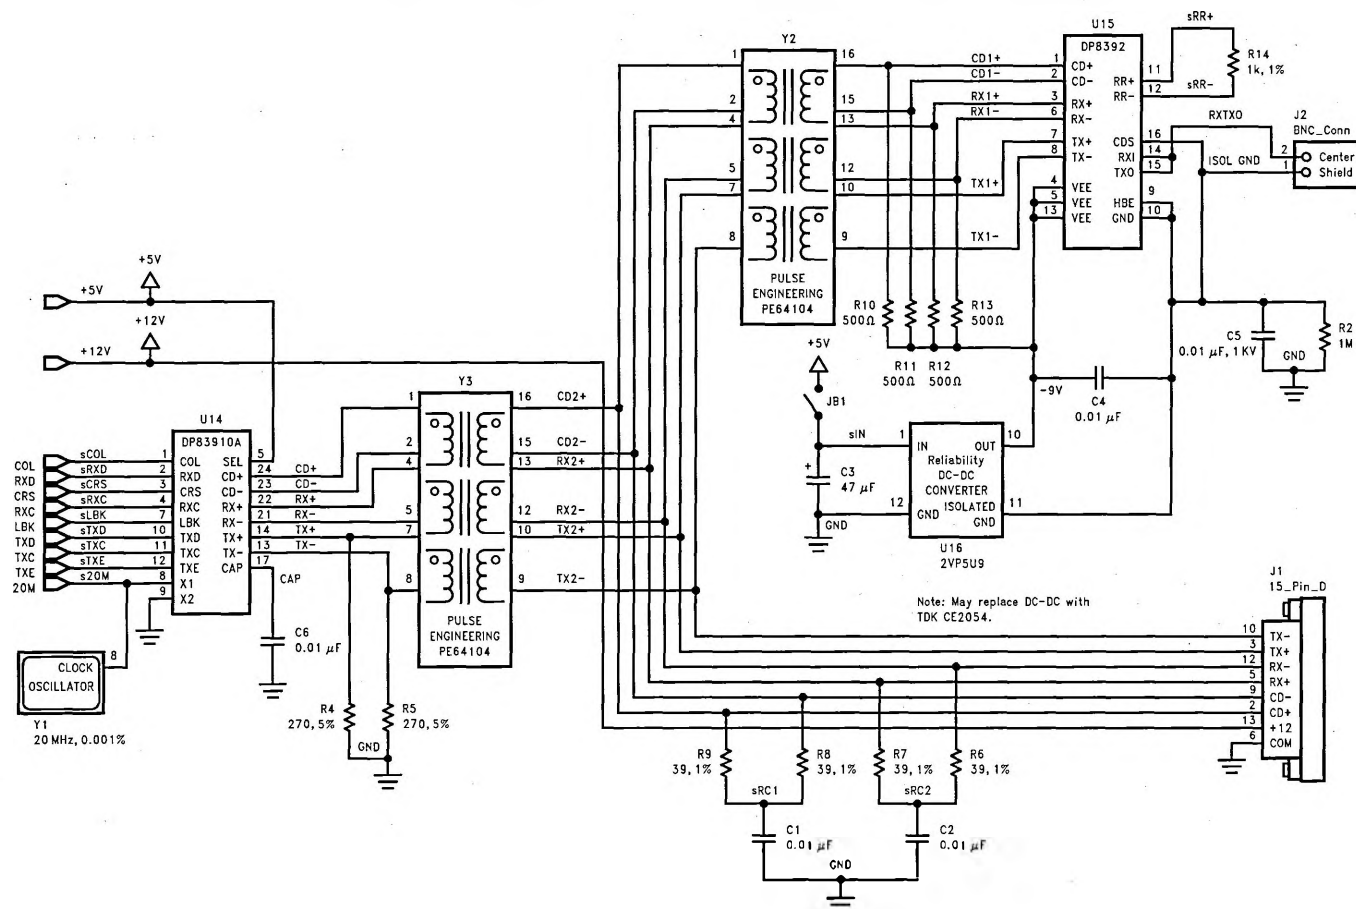 Y2
PULSE
ENGINEERING
PE64104
1
2
4
5
7
8
16
15
13
12
10
9
CD1+
CD1-
RX1+
RX1-
TX1+
TX1-
U15
DP8392
1 CD+
2 CD-
3 RX+
6 RX-
7 TX+
8 TX-
4 VEE
5 VEE
13 VEE
RR+ 11
RR- 12
CDS 16
RXI 14
TXO 15
HBE 9
GND 10
sRR+
sRR-
R14
1k, 1%
RXTXO
ISOL GND
J2
BNC_Conn
2 Center
1 Shield
R10
500Ω
R13
500Ω
R11
500Ω
R12
500Ω
C5
0.01 µF, 1KV
GND
R2
1M
-9V
C4
0.01 µF
+5V
JB1
sIN
C3
47 µF
+
GND
1 IN
OUT 10
Reliability
DC-DC
CONVERTER
ISOLATED
12 GND
GND 11
U16
2VP5U9
Note: May replace DC-DC with
TDK CE2054.
+5V
+5V
+12V
+12V
U14
DP83910A
COL sCOL 1 COL
RXD sRXD 2 RXD
CRS sCRS 3 CRS
RXC sRXC 4 RXC
LBK sLBK 7 LBK
TXD sTXD 10 TXD
TXC sTXC 11 TXC
TXE sTXE 12 TXE
20M s20M 8 X1
9 X2
SEL 5
CD+ 24 CD+
CD- 23 CD-
RX+ 22 RX+
RX- 21 RX-
TX+ 14 TX+
TX- 13 TX-
CAP 17
CAP
C6
0.01 µF
8
CLOCK
OSCILLATOR
Y1
20 MHz, 0.001%
Y3
PULSE
ENGINEERING
PE64104
1
2
4
5
7
8
16 CD2+
15 CD2-
13 RX2+
12 RX2-
10 TX2+
9 TX2-
R4
270, 5%
R5
270, 5%
GND
J1
15_Pin_D
10 TX-
3 TX+
12 RX-
5 RX+
9 CD-
2 CD+
13 +12
6 COM
R9
39, 1%
R8
39, 1%
R7
39, 1%
R6
39, 1%
sRC1
sRC2
C1
0.01 µF
C2
0.01 µF
GND